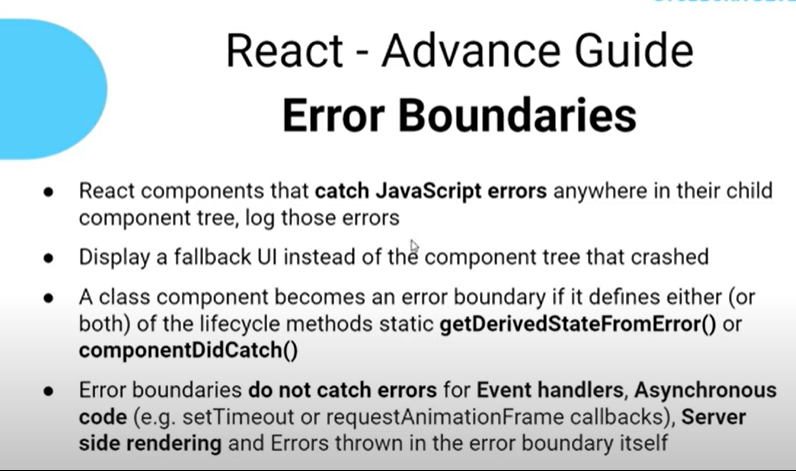 React - Advance Guide
Error Boundaries
● React components that catch JavaScript errors anywhere in their child
component tree, log those errors
● Display a fallback UI instead of the component tree that crashed
● A class component becomes an error boundary if it defines either (or
both) of the lifecycle methods static getDerivedStateFromError() or
componentDidCatch()
● Error boundaries do not catch errors for Event handlers, Asynchronous
code (e.g. setTimeout or requestAnimationFrame callbacks), Server
side rendering and Errors thrown in the error boundary itself